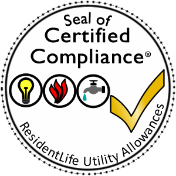 Seal of
Certified
Compliance®
ResidentLife Utility Allowances